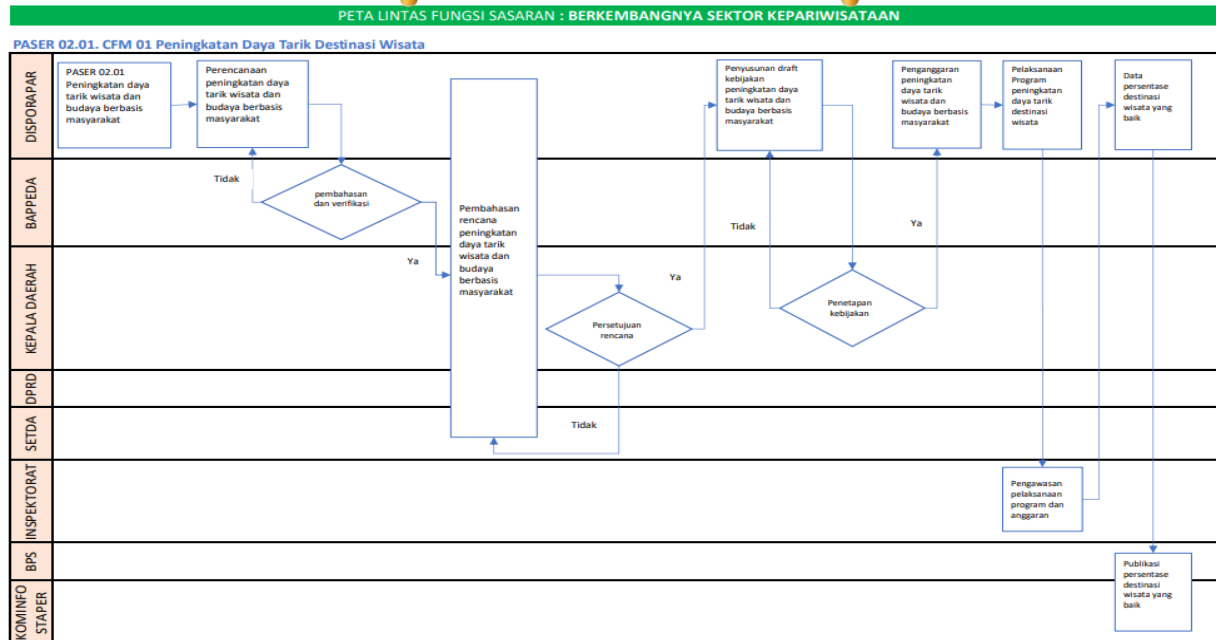 PETA LINTAS FUNGSI SASARAN : BERKEMBANGNYA SEKTOR KEPARIWISATAAN
PASER 02.01. CFM 01 Peningkatan Daya Tarik Destinasi Wisata
DISPORAPAR
PASER 02.01
Peningkatan daya
tarik wisata dan
budaya berbasis
masyarakat
Perencanaan
peningkatan daya
tarik wisata dan
budaya berbasis
masyarakat
Penyusunan draft
kebijakan
peningkatan daya
tarik wisata dan
budaya berbasis
masyarakat
Penganggaran
peningkatan
daya tarik
wisata dan
budaya berbasis
masyarakat
Pelaksanaan
Program
peningkatan
daya tarik
destinasi
wisata
Data
persentase
destinasi
wisata yang
baik
BAPPEDA
Tidak
pembahasan
dan verifikasi
Ya
Pembahasan
rencana
peningkatan
daya tarik
wisata dan
budaya
berbasis
masyarakat
Tidak
Ya
KEPALA DAERAH
Ya
Persetujuan
rencana
Penetapan
kebijakan
DPRD
SETDA
Tidak
INSPEKTORAT
Pengawasan
pelaksanaan
program dan
anggaran
BPS
Publikasi
persentase
destinasi
wisata yang
baik
KOMINFO
STAPER